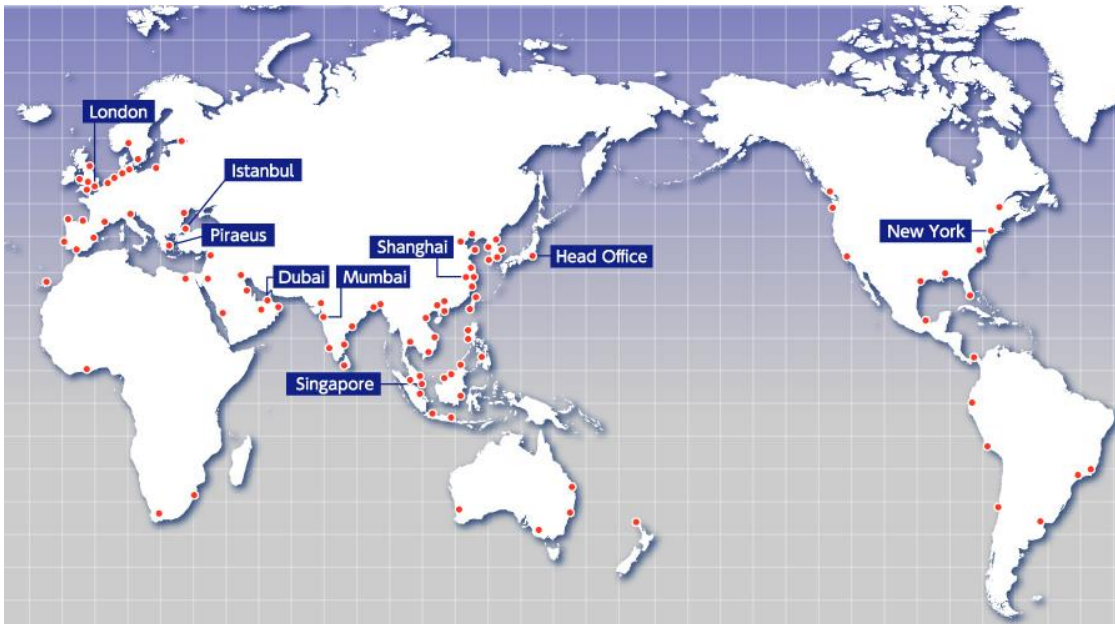 London
Istanbul
Piraeus
Shanghai
Head Office
New York
Dubai
Mumbai
Singapore